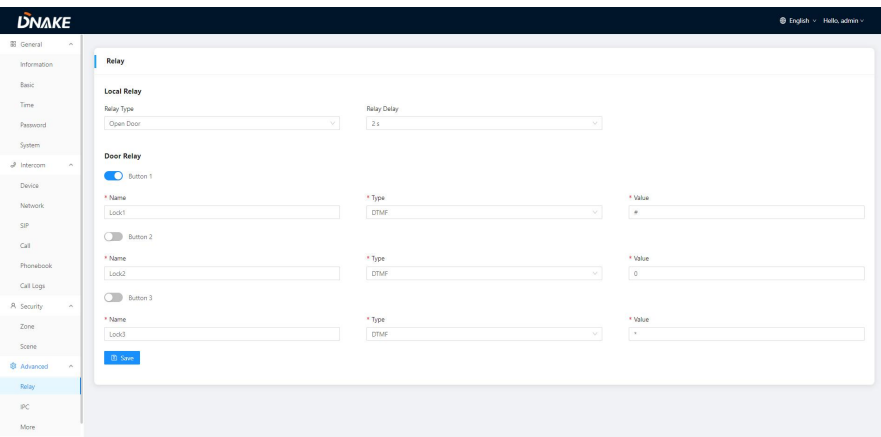 DNAKE
English Hello, admin
General
Information
Basic
Time
Password
System
Intercom
Device
Network
SIP
Call
Phonebook
Call Logs
Security
Zone
Scene
Advanced
Relay
IPC
More
Relay
Local Relay
Relay Type Relay Delay
Open Door 2 s
Door Relay
Button 1
* Name * Type * Value
Lock1 DTMF #
Button 2
* Name * Type * Value
Lock2 DTMF 0
Button 3
* Name * Type * Value
Lock3 DTMF *
Save